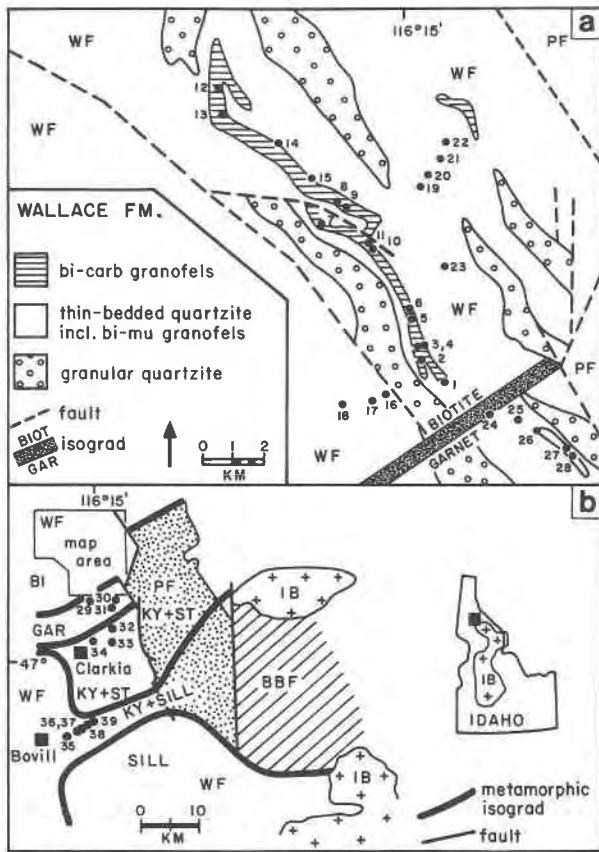 a
116°15'
WF
PF
WF
WF
12
13
14
22
21
20
19
15
8
9
11
10
23
WF
6
5
3,4
2
1
PF
16
17
18
BIOTITE
GARNET
24
25
26
27
28
WF
WALLACE FM.
bi-carb granofels
thin-bedded quartzite
incl. bi-mu granofels
granular quartzite
fault
BIOT
isograd
GAR
0 1 2
KM
b
116°15'
WF
map
area
BI
30
29
31
GAR
32
33
34
Clarkia
47°
KY+ST
PF
KY+ST
KY+SILL
IB
BBF
WF
36,37
39
38
35
Bovill
SILL
WF
IB
IB
IDAHO
0 10
KM
metamorphic
isograd
fault